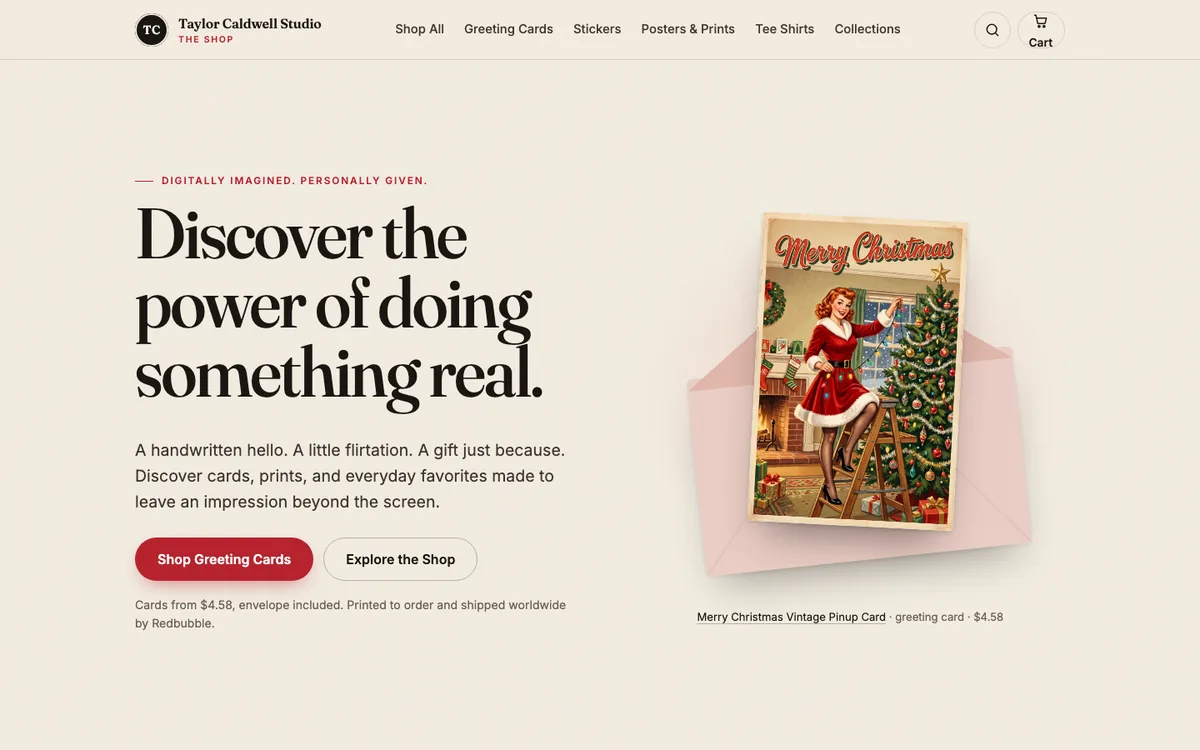 TC
Taylor Caldwell Studio
THE SHOP
Shop All
Greeting Cards
Stickers
Posters & Prints
Tee Shirts
Collections
Cart
DIGITALLY IMAGINED. PERSONALLY GIVEN.
Discover the
power of doing
something real.
A handwritten hello. A little flirtation. A gift just because.
Discover cards, prints, and everyday favorites made to
leave an impression beyond the screen.
Shop Greeting Cards
Explore the Shop
Cards from $4.58, envelope included. Printed to order and shipped worldwide
by Redbubble.
Merry Christmas
Merry Christmas Vintage Pinup Card · greeting card · $4.58